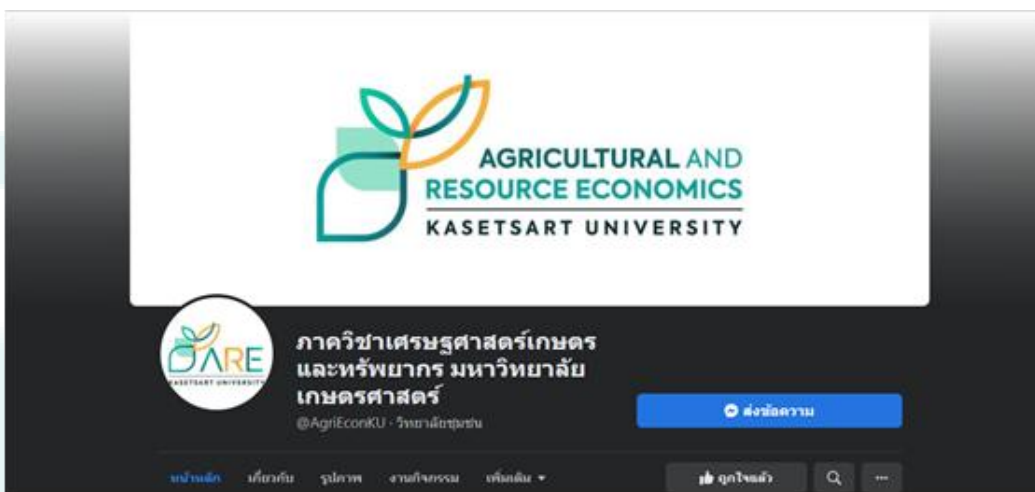 AGRICULTURAL AND
RESOURCE ECONOMICS
KASETSART UNIVERSITY
ARE
KASETSART UNIVERSITY
ภาควิชาเศรษฐศาสตร์เกษตร
และทรัพยากร มหาวิทยาลัย
เกษตรศาสตร์
@AgriEconKU · วิทยาลัยชุมชน
ส่งข้อความ
หน้าหลัก เกี่ยวกับ รูปภาพ งานกิจกรรม เพิ่มเติม
ถูกใจแล้ว